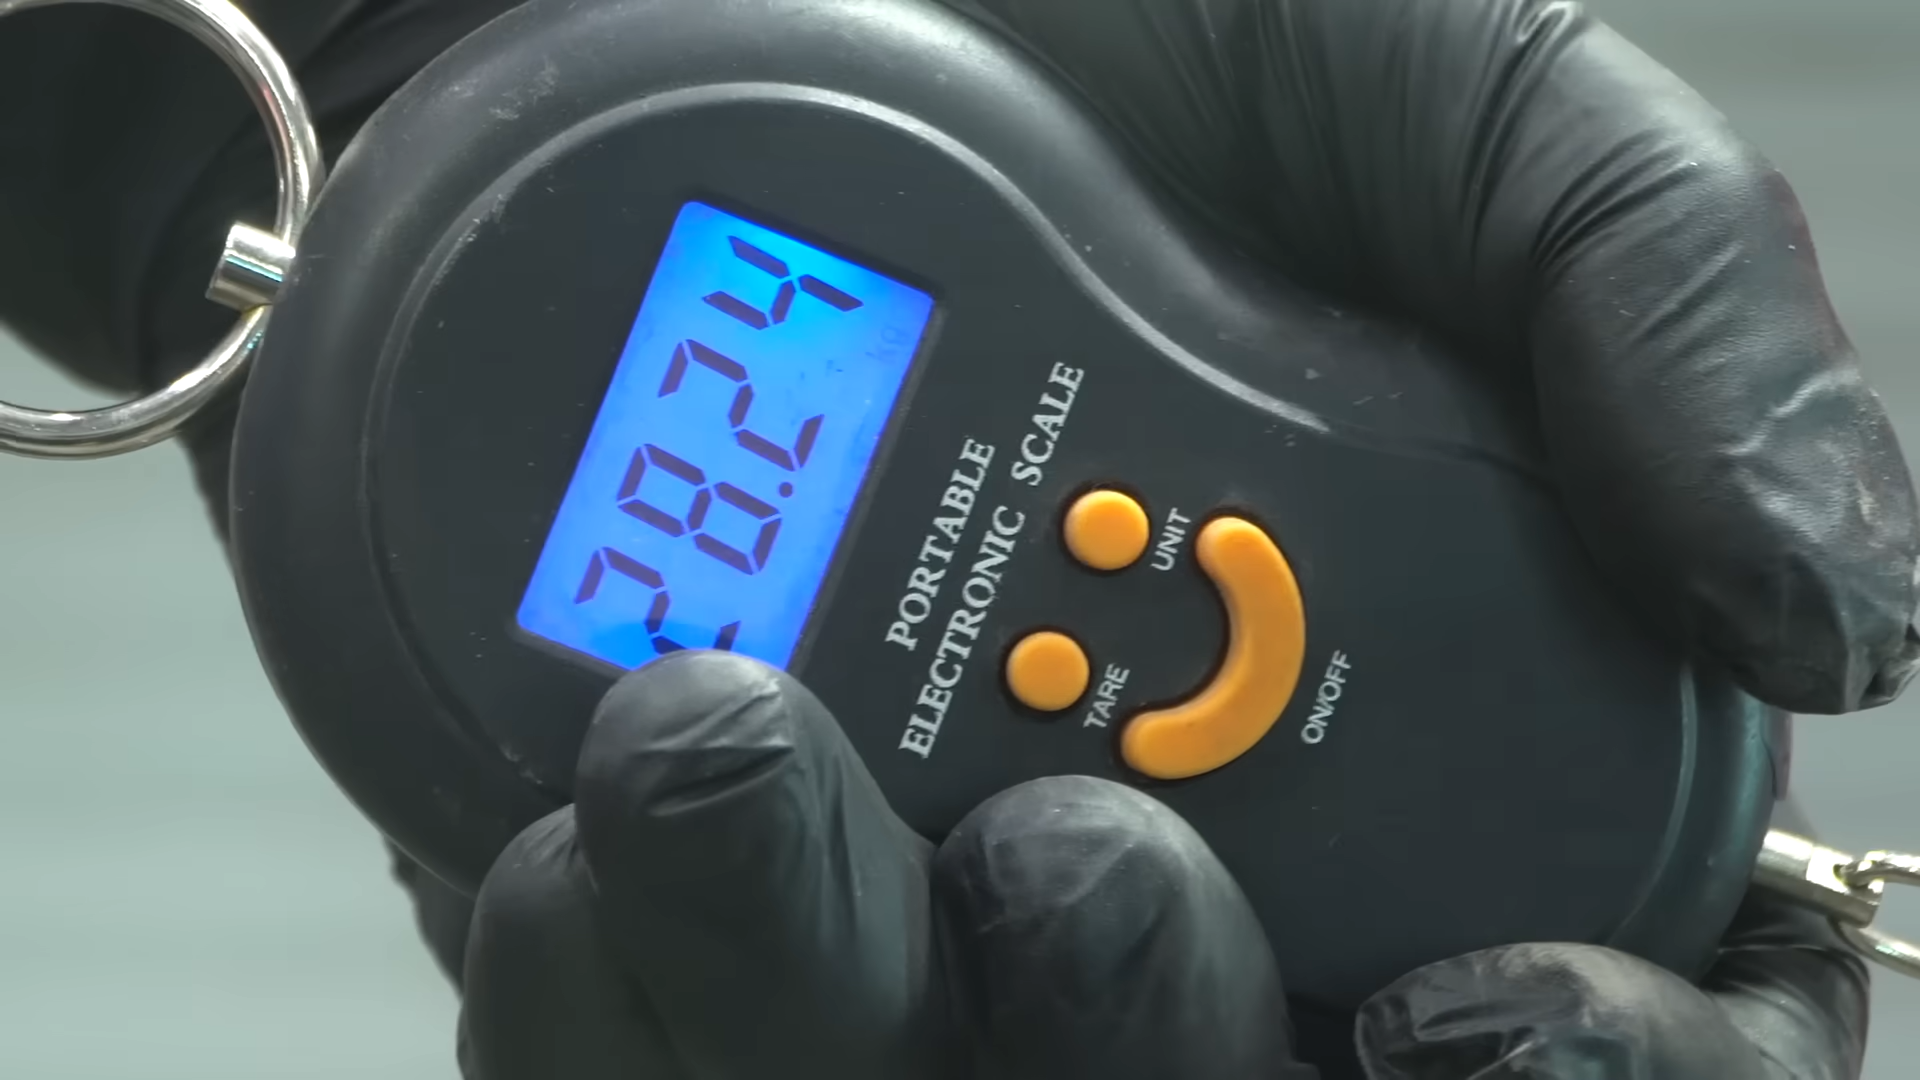 28.24
kg
PORTABLE
ELECTRONIC SCALE
UNIT
TARE
ON/OFF